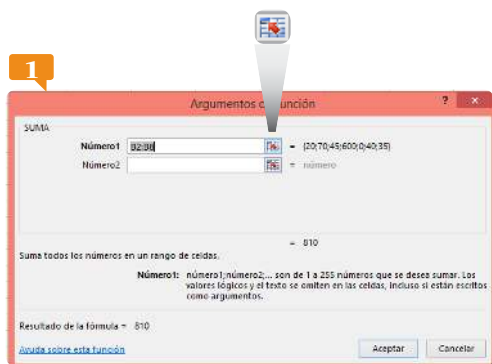 1
Argumentos de función
? ×
SUMA
Número1 B2:B8 = {20;70;45;600;0;40;35}
Número2 = número
= 810
Suma todos los números en un rango de celdas.
Número1: número1;número2;... son de 1 a 255 números que se desea sumar. Los
valores lógicos y el texto se omiten en las celdas, incluso si están escritos
como argumentos.
Resultado de la fórmula = 810
Ayuda sobre esta función
Aceptar
Cancelar